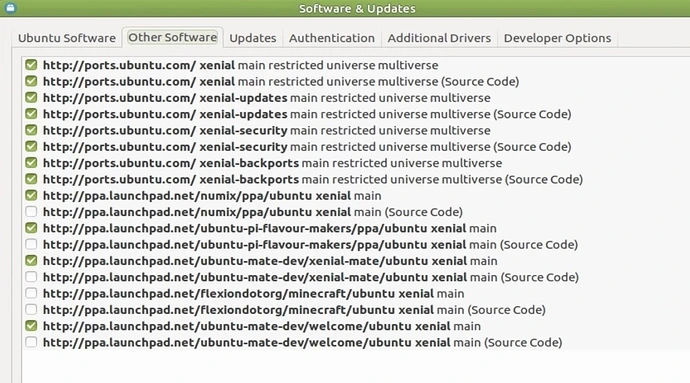 Software & Updates
Ubuntu Software Other Software Updates Authentication Additional Drivers Developer Options
http://ports.ubuntu.com/ xenial main restricted universe multiverse
http://ports.ubuntu.com/ xenial main restricted universe multiverse (Source Code)
http://ports.ubuntu.com/ xenial-updates main restricted universe multiverse
http://ports.ubuntu.com/ xenial-updates main restricted universe multiverse (Source Code)
http://ports.ubuntu.com/ xenial-security main restricted universe multiverse
http://ports.ubuntu.com/ xenial-security main restricted universe multiverse (Source Code)
http://ports.ubuntu.com/ xenial-backports main restricted universe multiverse
http://ports.ubuntu.com/ xenial-backports main restricted universe multiverse (Source Code)
http://ppa.launchpad.net/numix/ppa/ubuntu xenial main
http://ppa.launchpad.net/numix/ppa/ubuntu xenial main (Source Code)
http://ppa.launchpad.net/ubuntu-pi-flavour-makers/ppa/ubuntu xenial main
http://ppa.launchpad.net/ubuntu-pi-flavour-makers/ppa/ubuntu xenial main (Source Code)
http://ppa.launchpad.net/ubuntu-mate-dev/xenial-mate/ubuntu xenial main
http://ppa.launchpad.net/ubuntu-mate-dev/xenial-mate/ubuntu xenial main (Source Code)
http://ppa.launchpad.net/flexiondotorg/minecraft/ubuntu xenial main
http://ppa.launchpad.net/flexiondotorg/minecraft/ubuntu xenial main (Source Code)
http://ppa.launchpad.net/ubuntu-mate-dev/welcome/ubuntu xenial main
http://ppa.launchpad.net/ubuntu-mate-dev/welcome/ubuntu xenial main (Source Code)